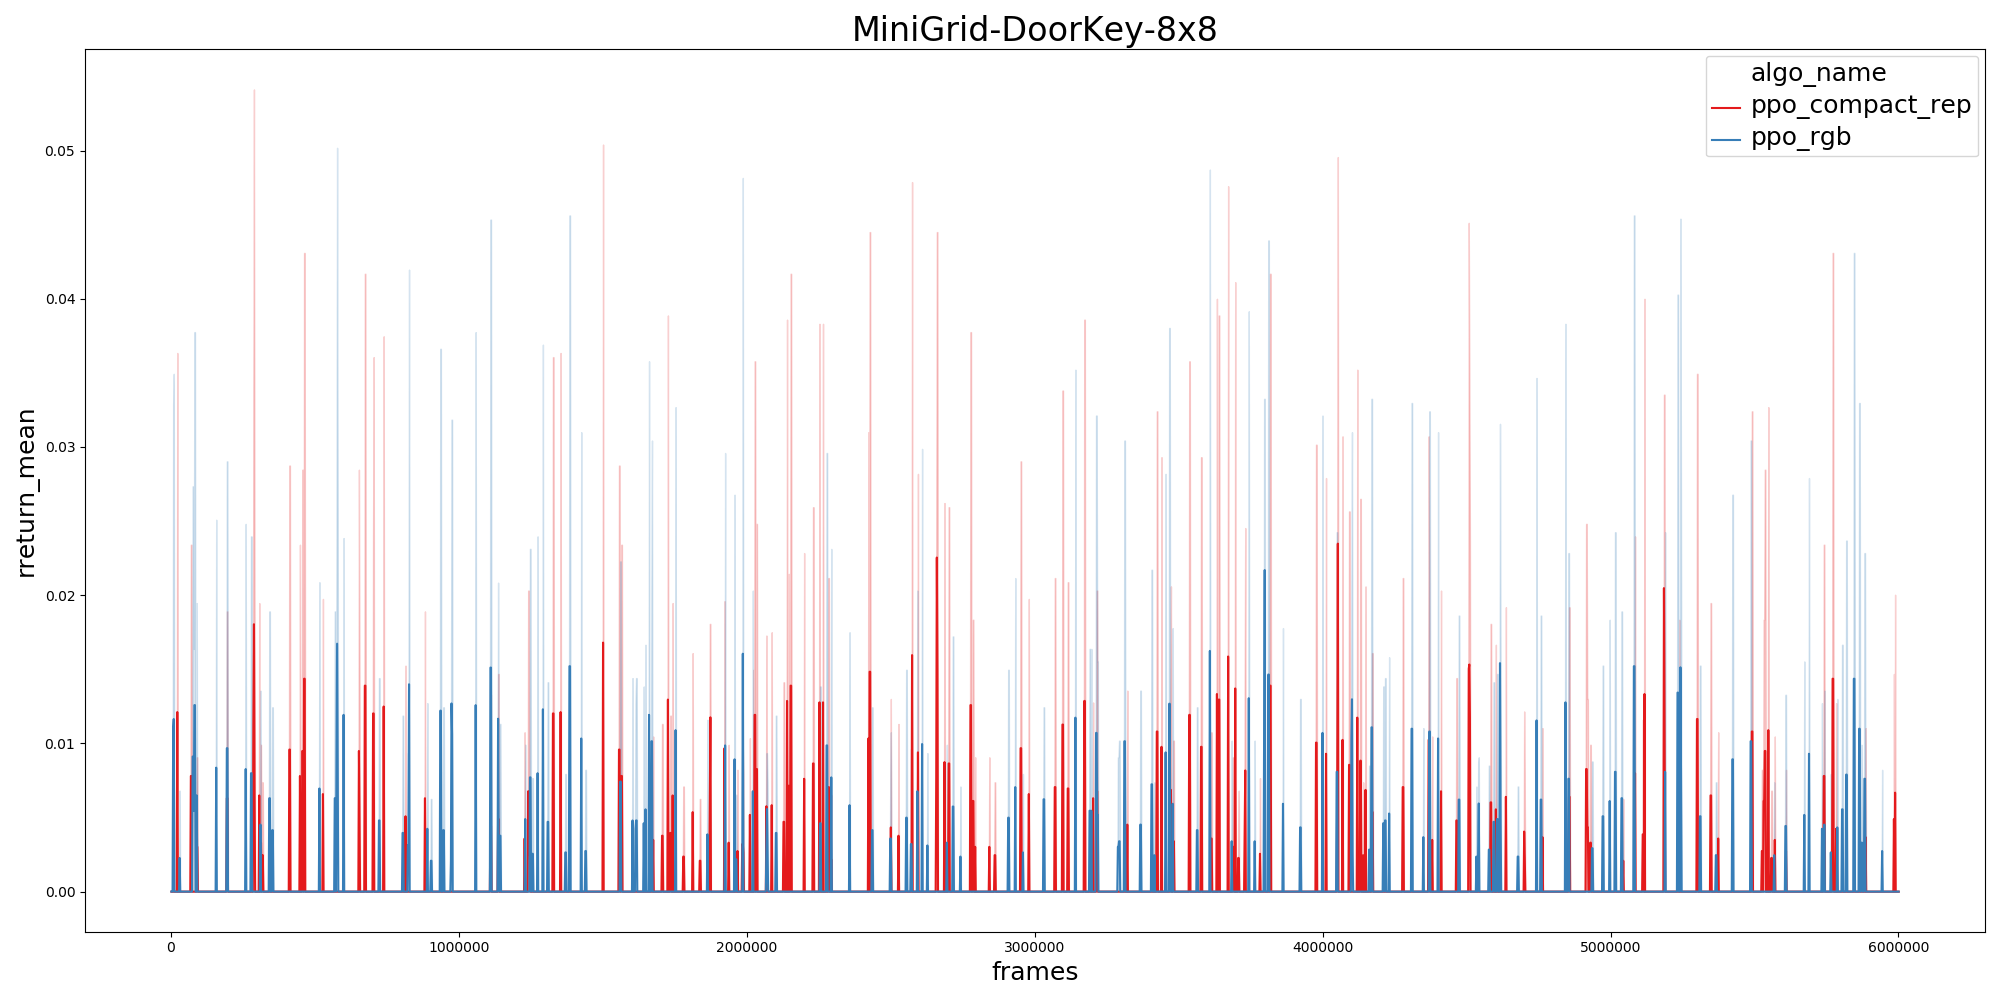 MiniGrid-DoorKey-8x8
algo_name
ppo_compact_rep
ppo_rgb
rreturn_mean
0.05
0.04
0.03
0.02
0.01
0.00
0 1000000 2000000 3000000 4000000 5000000 6000000
frames